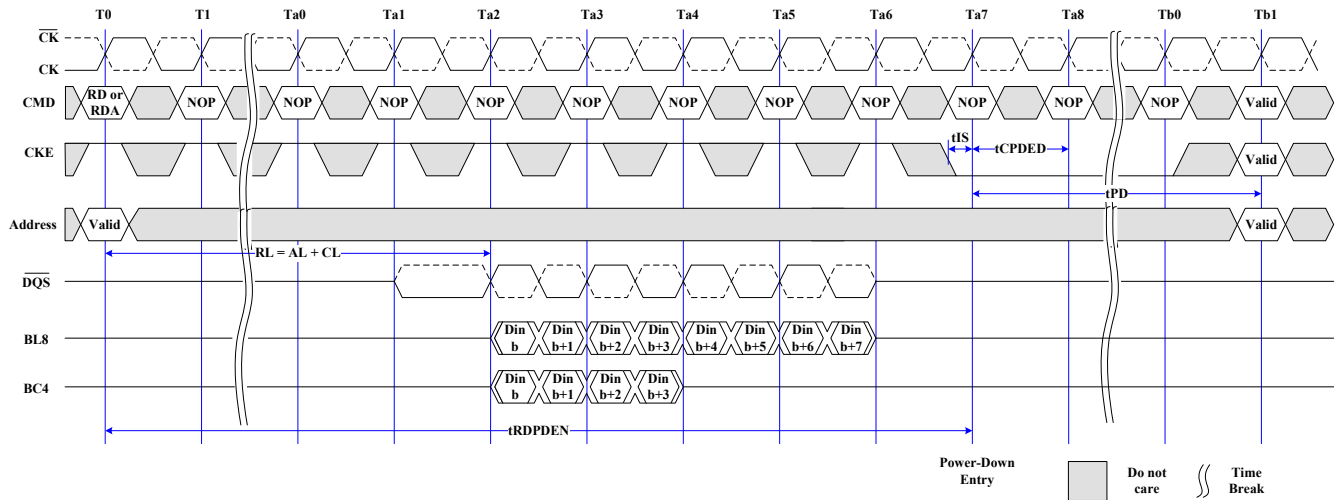 T0 T1 Ta0 Ta1 Ta2 Ta3 Ta4 Ta5 Ta6 Ta7 Ta8 Tb0 Tb1
CK
CK
CMD RD or RDA NOP NOP NOP NOP NOP NOP NOP NOP NOP NOP NOP Valid
tIS
CKE tCPDED Valid
tPD
Address Valid Valid
RL = AL + CL
DQS
BL8 Din b Din b+1 Din b+2 Din b+3 Din b+4 Din b+5 Din b+6 Din b+7
BC4 Din b Din b+1 Din b+2 Din b+3
tRDPDEN
Power-Down Entry
Do not care
Time Break